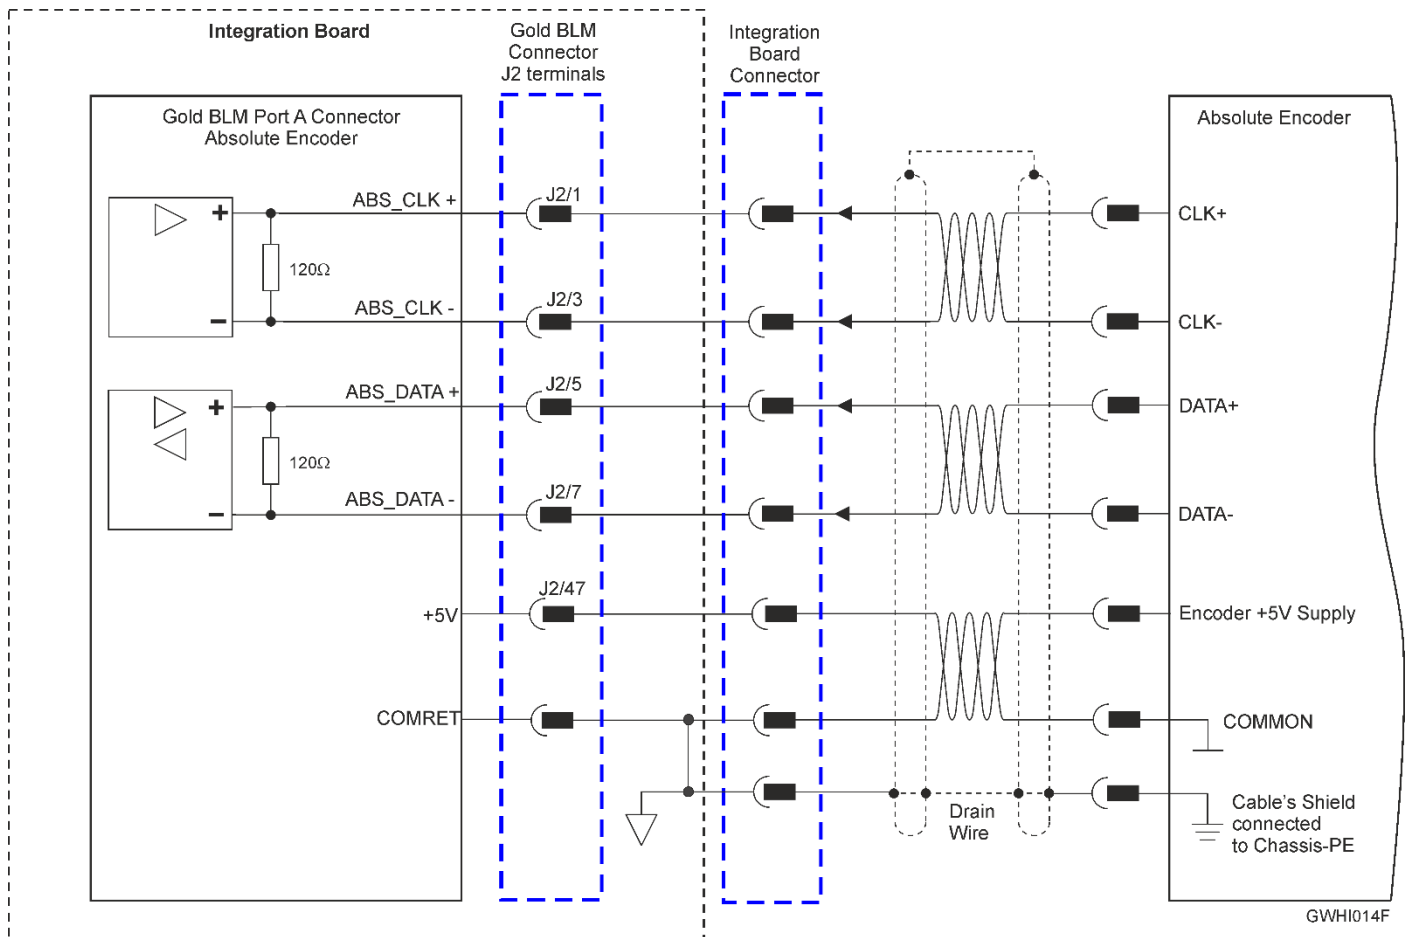 Integration Board
Gold BLM
Connector
J2 terminals
Integration
Board
Connector
Gold BLM Port A Connector
Absolute Encoder
Absolute Encoder
ABS_CLK +
J2/1
+
CLK+
120Ω
ABS_CLK -
J2/3
−
CLK-
ABS_DATA +
J2/5
+
DATA+
120Ω
ABS_DATA -
J2/7
−
DATA-
+5V
J2/47
Encoder +5V Supply
COMRET
COMMON
Drain
Wire
Cable's Shield
connected
to Chassis-PE
GWHI014F